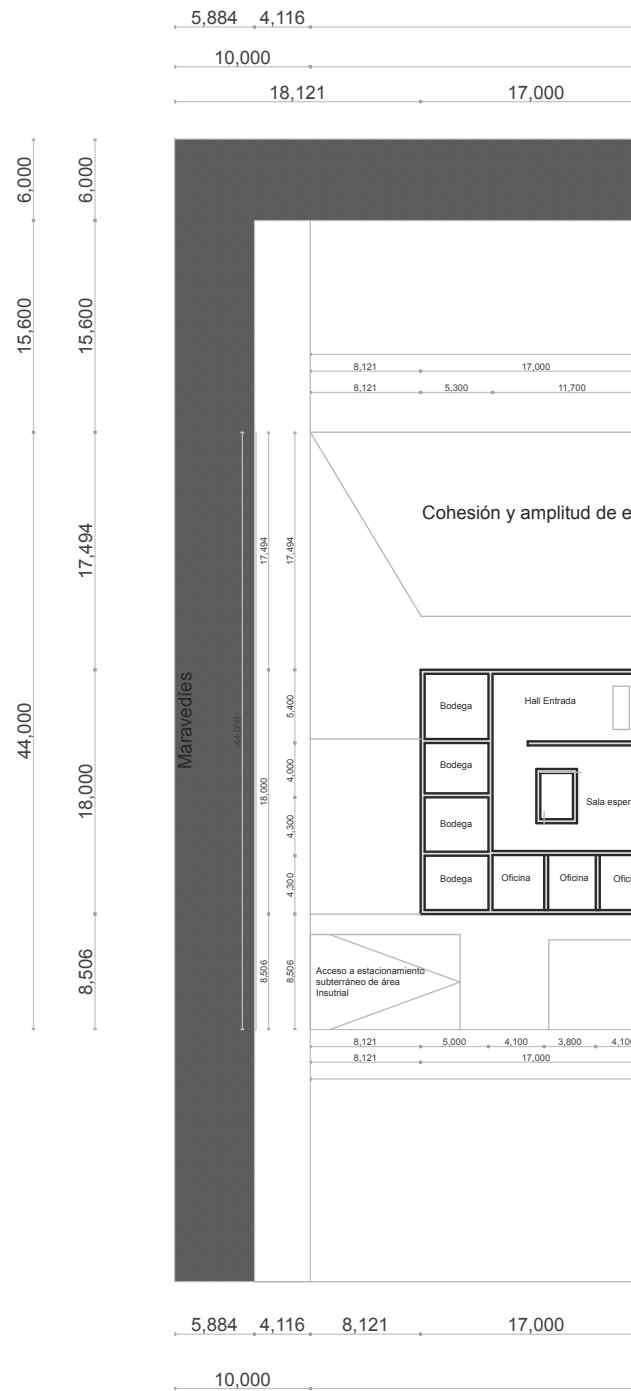 5,884 4,116
10,000
18,121 17,000
6,000 6,000
15,600 15,600
8,121 17,000
8,121 5,300 11,700
Cohesión y amplitud de e
17,494 17,494 17,494
Maravedíes
44,000 44,000
18,000 18,000
5,400
4,000
4,300
4,300
Bodega Hall Entrada
Bodega
Sala esper
Bodega
Bodega Oficina Oficina Ofici
8,506 8,506 8,506
Acceso a estacionamiento
subterráneo de área
Insutrial
8,121 5,000 4,100 3,800 4,100
8,121 17,000
5,884 4,116 8,121 17,000
10,000